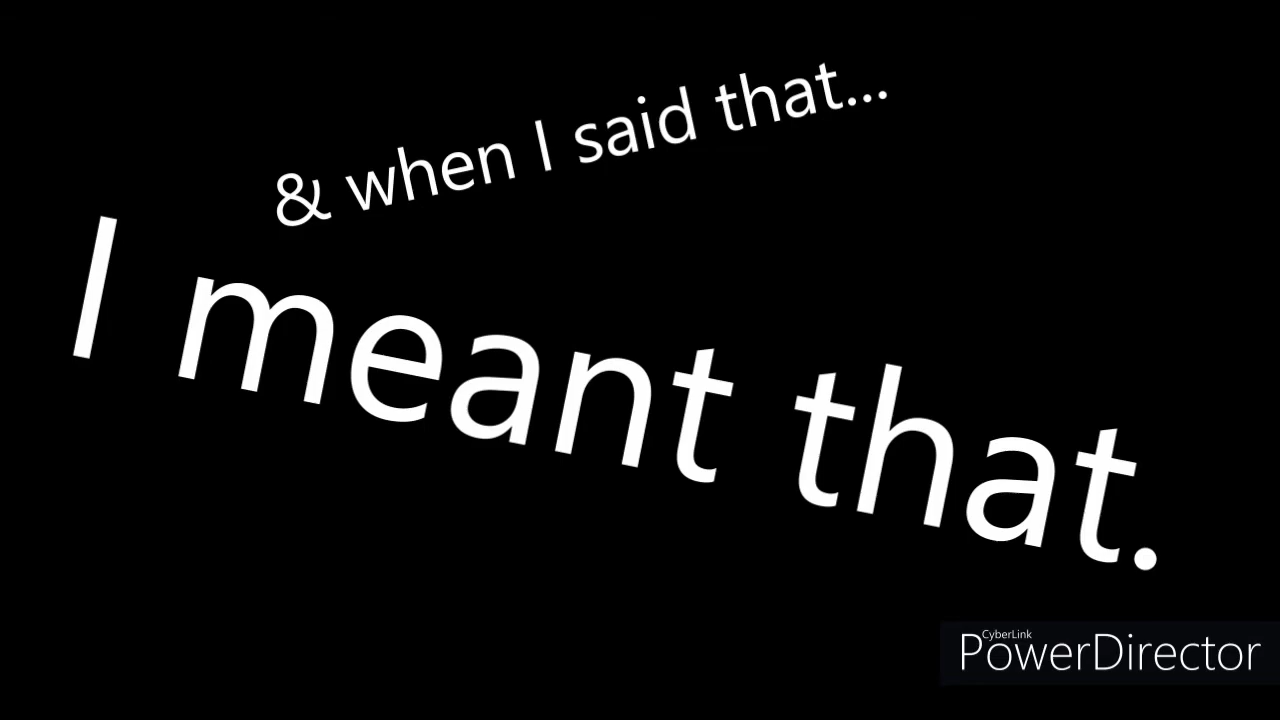 & when I said that...
I meant that.
CyberLink
PowerDirector